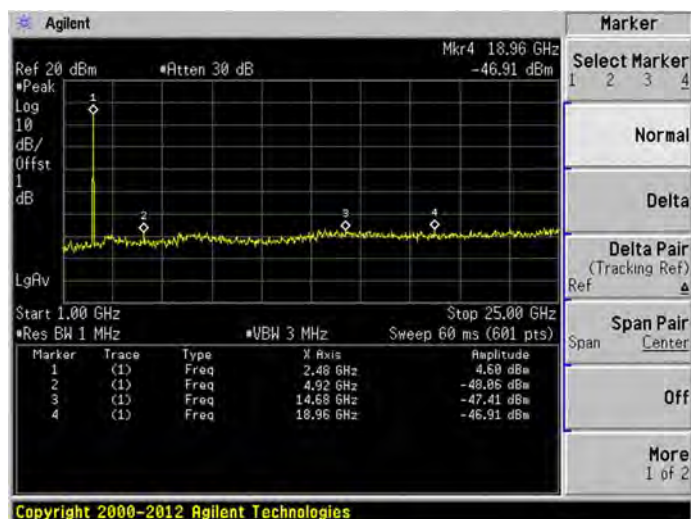 Agilent
Marker
Mkr4 18.96 GHz
Ref 20 dBm #Atten 30 dB -46.91 dBm
Select Marker
1 2 3 4
#Peak
Log
10
dB/
Offst
1
dB
1
2
3
4
Normal
Delta
Delta Pair
(Tracking Ref)
Ref Δ
LgAv
Start 1.00 GHz Stop 25.00 GHz
#Res BW 1 MHz #VBW 3 MHz Sweep 60 ms (601 pts)
Span Pair
Span Center
Marker Trace Type X Axis Amplitude
1 (1) Freq 2.48 GHz 4.60 dBm
2 (1) Freq 4.92 GHz -48.06 dBm
3 (1) Freq 14.68 GHz -47.41 dBm
4 (1) Freq 18.96 GHz -46.91 dBm
Off
More
1 of 2
Copyright 2000-2012 Agilent Technologies